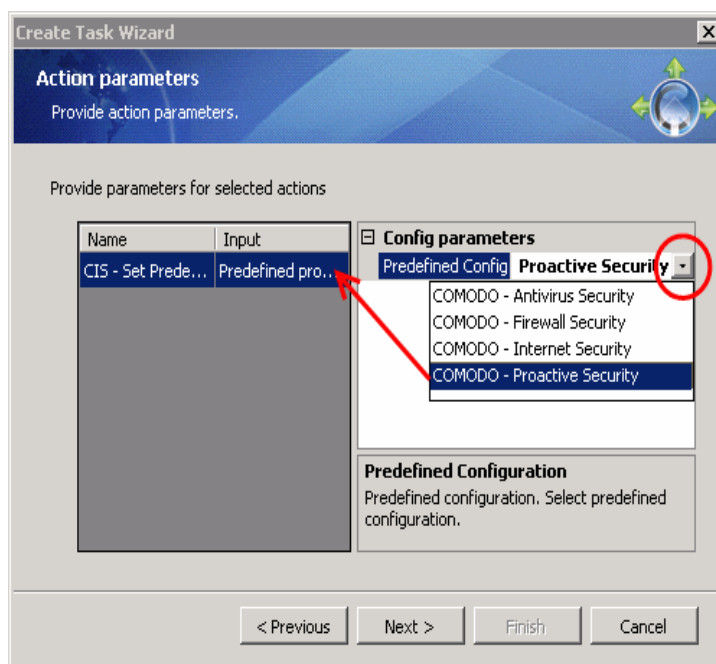 Create Task Wizard
Action parameters
Provide action parameters.
Provide parameters for selected actions
Name Input
CIS - Set Prede... Predefined pro...
Config parameters
Predefined Config Proactive Security
COMODO - Antivirus Security
COMODO - Firewall Security
COMODO - Internet Security
COMODO - Proactive Security
Predefined Configuration
Predefined configuration. Select predefined
configuration.
< Previous Next > Finish Cancel